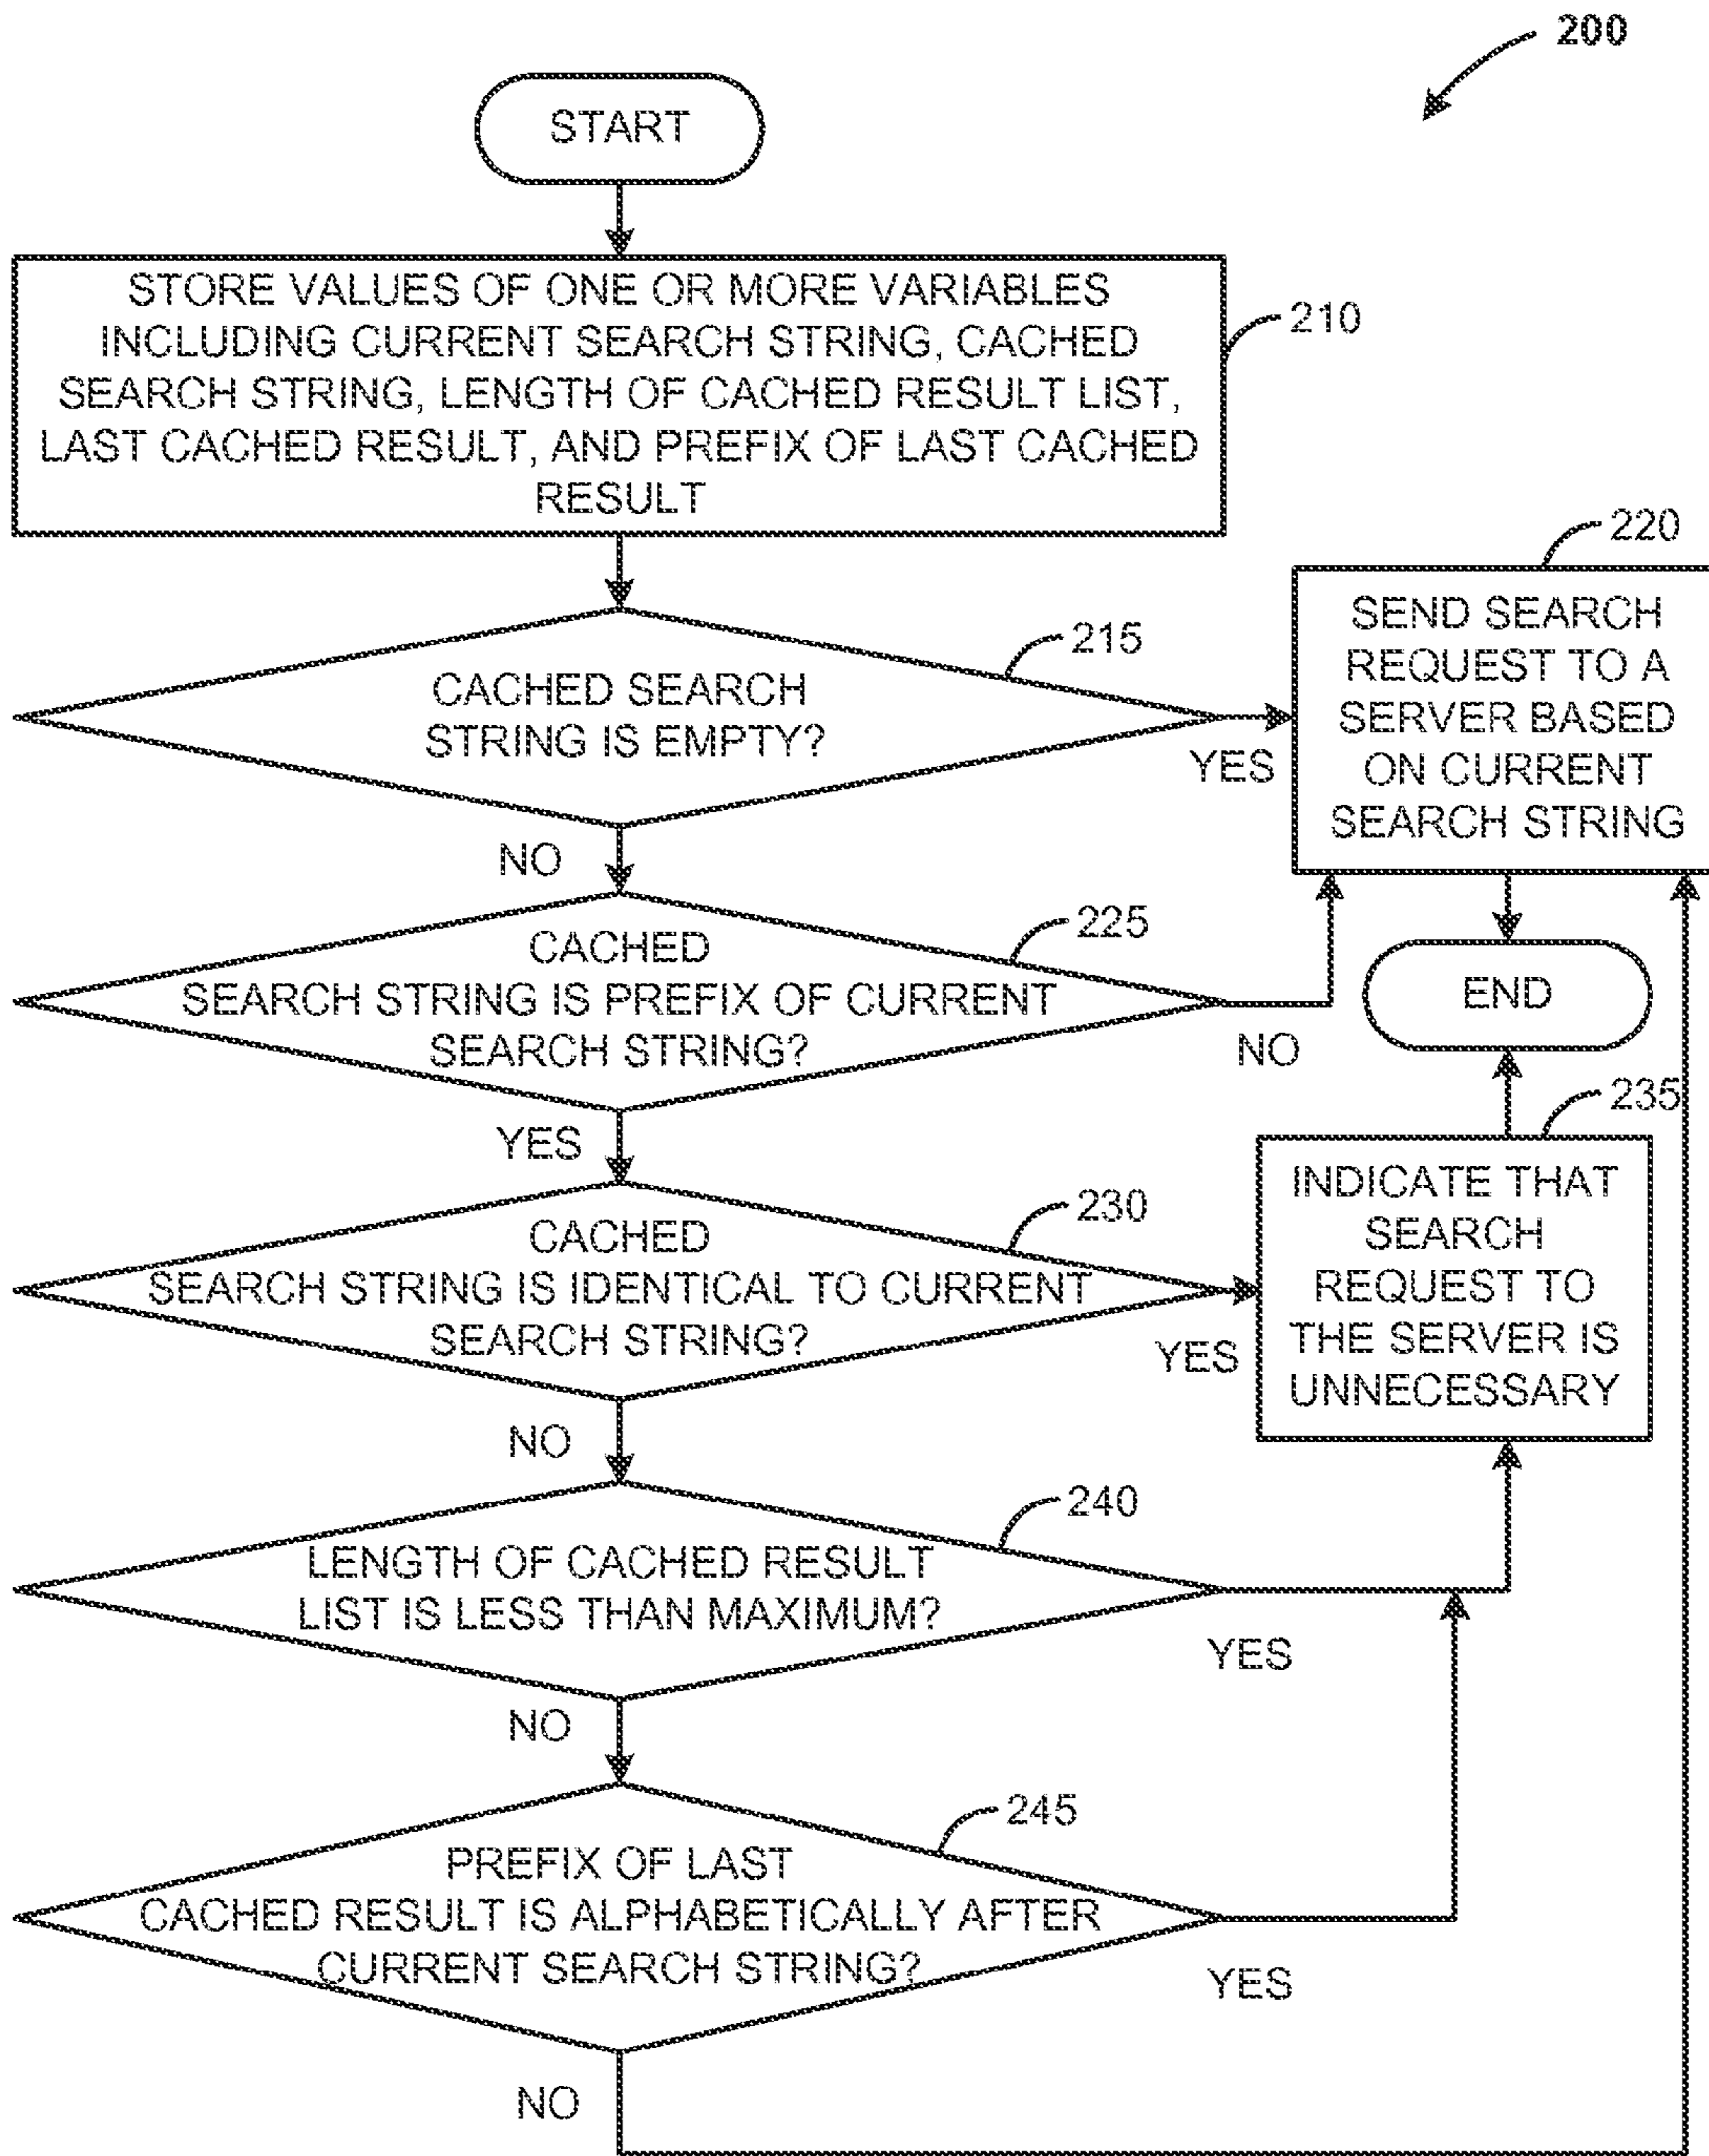 200
START
STORE VALUES OF ONE OR MORE VARIABLES
INCLUDING CURRENT SEARCH STRING, CACHED
SEARCH STRING, LENGTH OF CACHED RESULT LIST,
LAST CACHED RESULT, AND PREFIX OF LAST CACHED
RESULT
210
CACHED SEARCH
STRING IS EMPTY?
215
YES
NO
220
SEND SEARCH
REQUEST TO A
SERVER BASED
ON CURRENT
SEARCH STRING
CACHED
SEARCH STRING IS PREFIX OF CURRENT
SEARCH STRING?
225
NO
YES
END
CACHED
SEARCH STRING IS IDENTICAL TO CURRENT
SEARCH STRING?
230
YES
NO
235
INDICATE THAT
SEARCH
REQUEST TO
THE SERVER IS
UNNECESSARY
LENGTH OF CACHED RESULT
LIST IS LESS THAN MAXIMUM?
240
YES
NO
PREFIX OF LAST
CACHED RESULT IS ALPHABETICALLY AFTER
CURRENT SEARCH STRING?
245
YES
NO